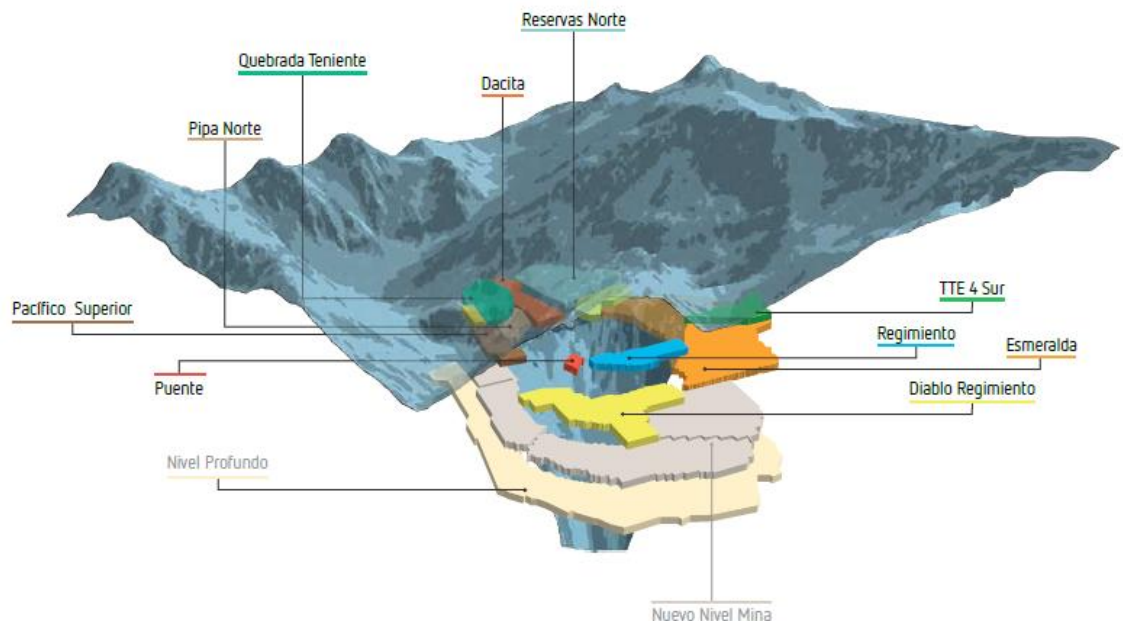 Reservas Norte
Quebrada Teniente
Dacita
Pipa Norte
TTE 4 Sur
Pacífico Superior
Regimiento
Esmeralda
Puente
Diablo Regimiento
Nivel Profundo
Nuevo Nivel Mina